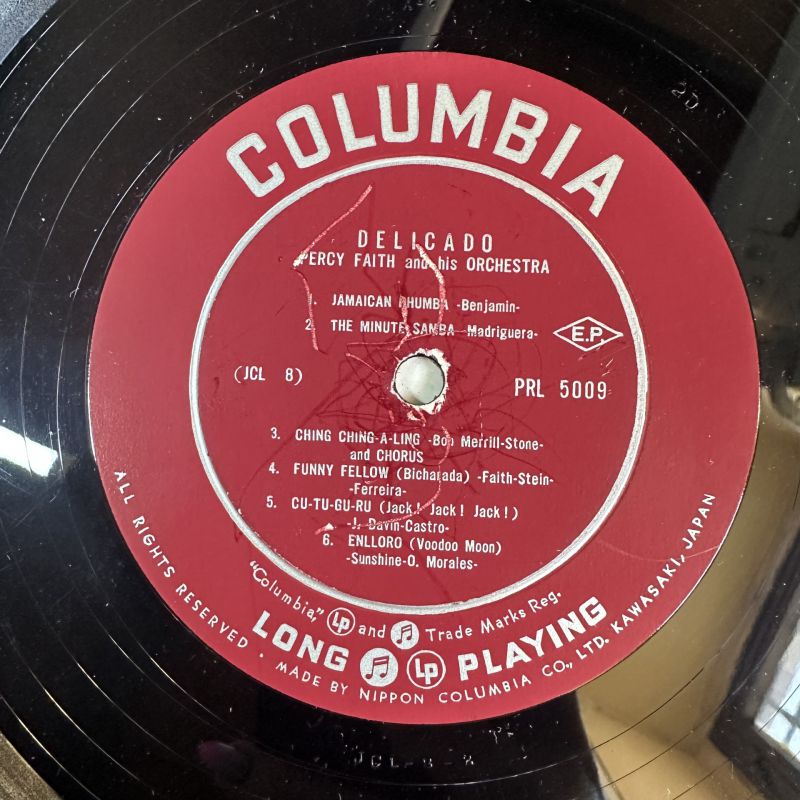 COLUMBIA
DELICADO
PERCY FAITH and his ORCHESTRA
1. JAMAICAN RHUMBA -Benjamin-
2. THE MINUTE SAMBA -Madriguera-
E.P.
(JCL 8)
PRL 5009
3. CHING CHING-A-LING -Bob Merrill-Stone-
and CHORUS
4. FUNNY FELLOW (Bicharada) -Faith-Stein-
-Ferreira-
5. CU-TU-GU-RU (Jack! Jack! Jack!)
-J. Davin-Castro-
6. ENLLORO (Voodoo Moon)
-Sunshine-O. Morales-
"Columbia," Lp and Trade Marks Reg.
LONG Lp PLAYING
ALL RIGHTS RESERVED · MADE BY NIPPON COLUMBIA CO., LTD. KAWASAKI, JAPAN